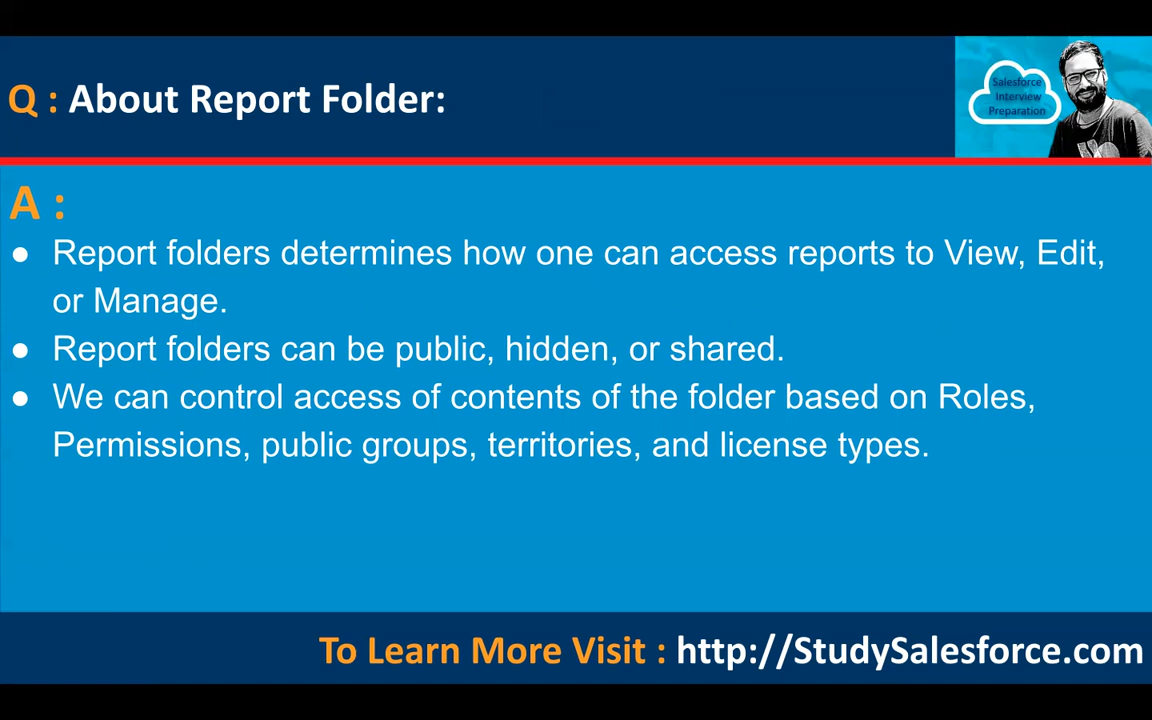 Q : About Report Folder:
Salesforce
Interview
Preparation
A :
● Report folders determines how one can access reports to View, Edit,
or Manage.
● Report folders can be public, hidden, or shared.
● We can control access of contents of the folder based on Roles,
Permissions, public groups, territories, and license types.
To Learn More Visit : http://StudySalesforce.com